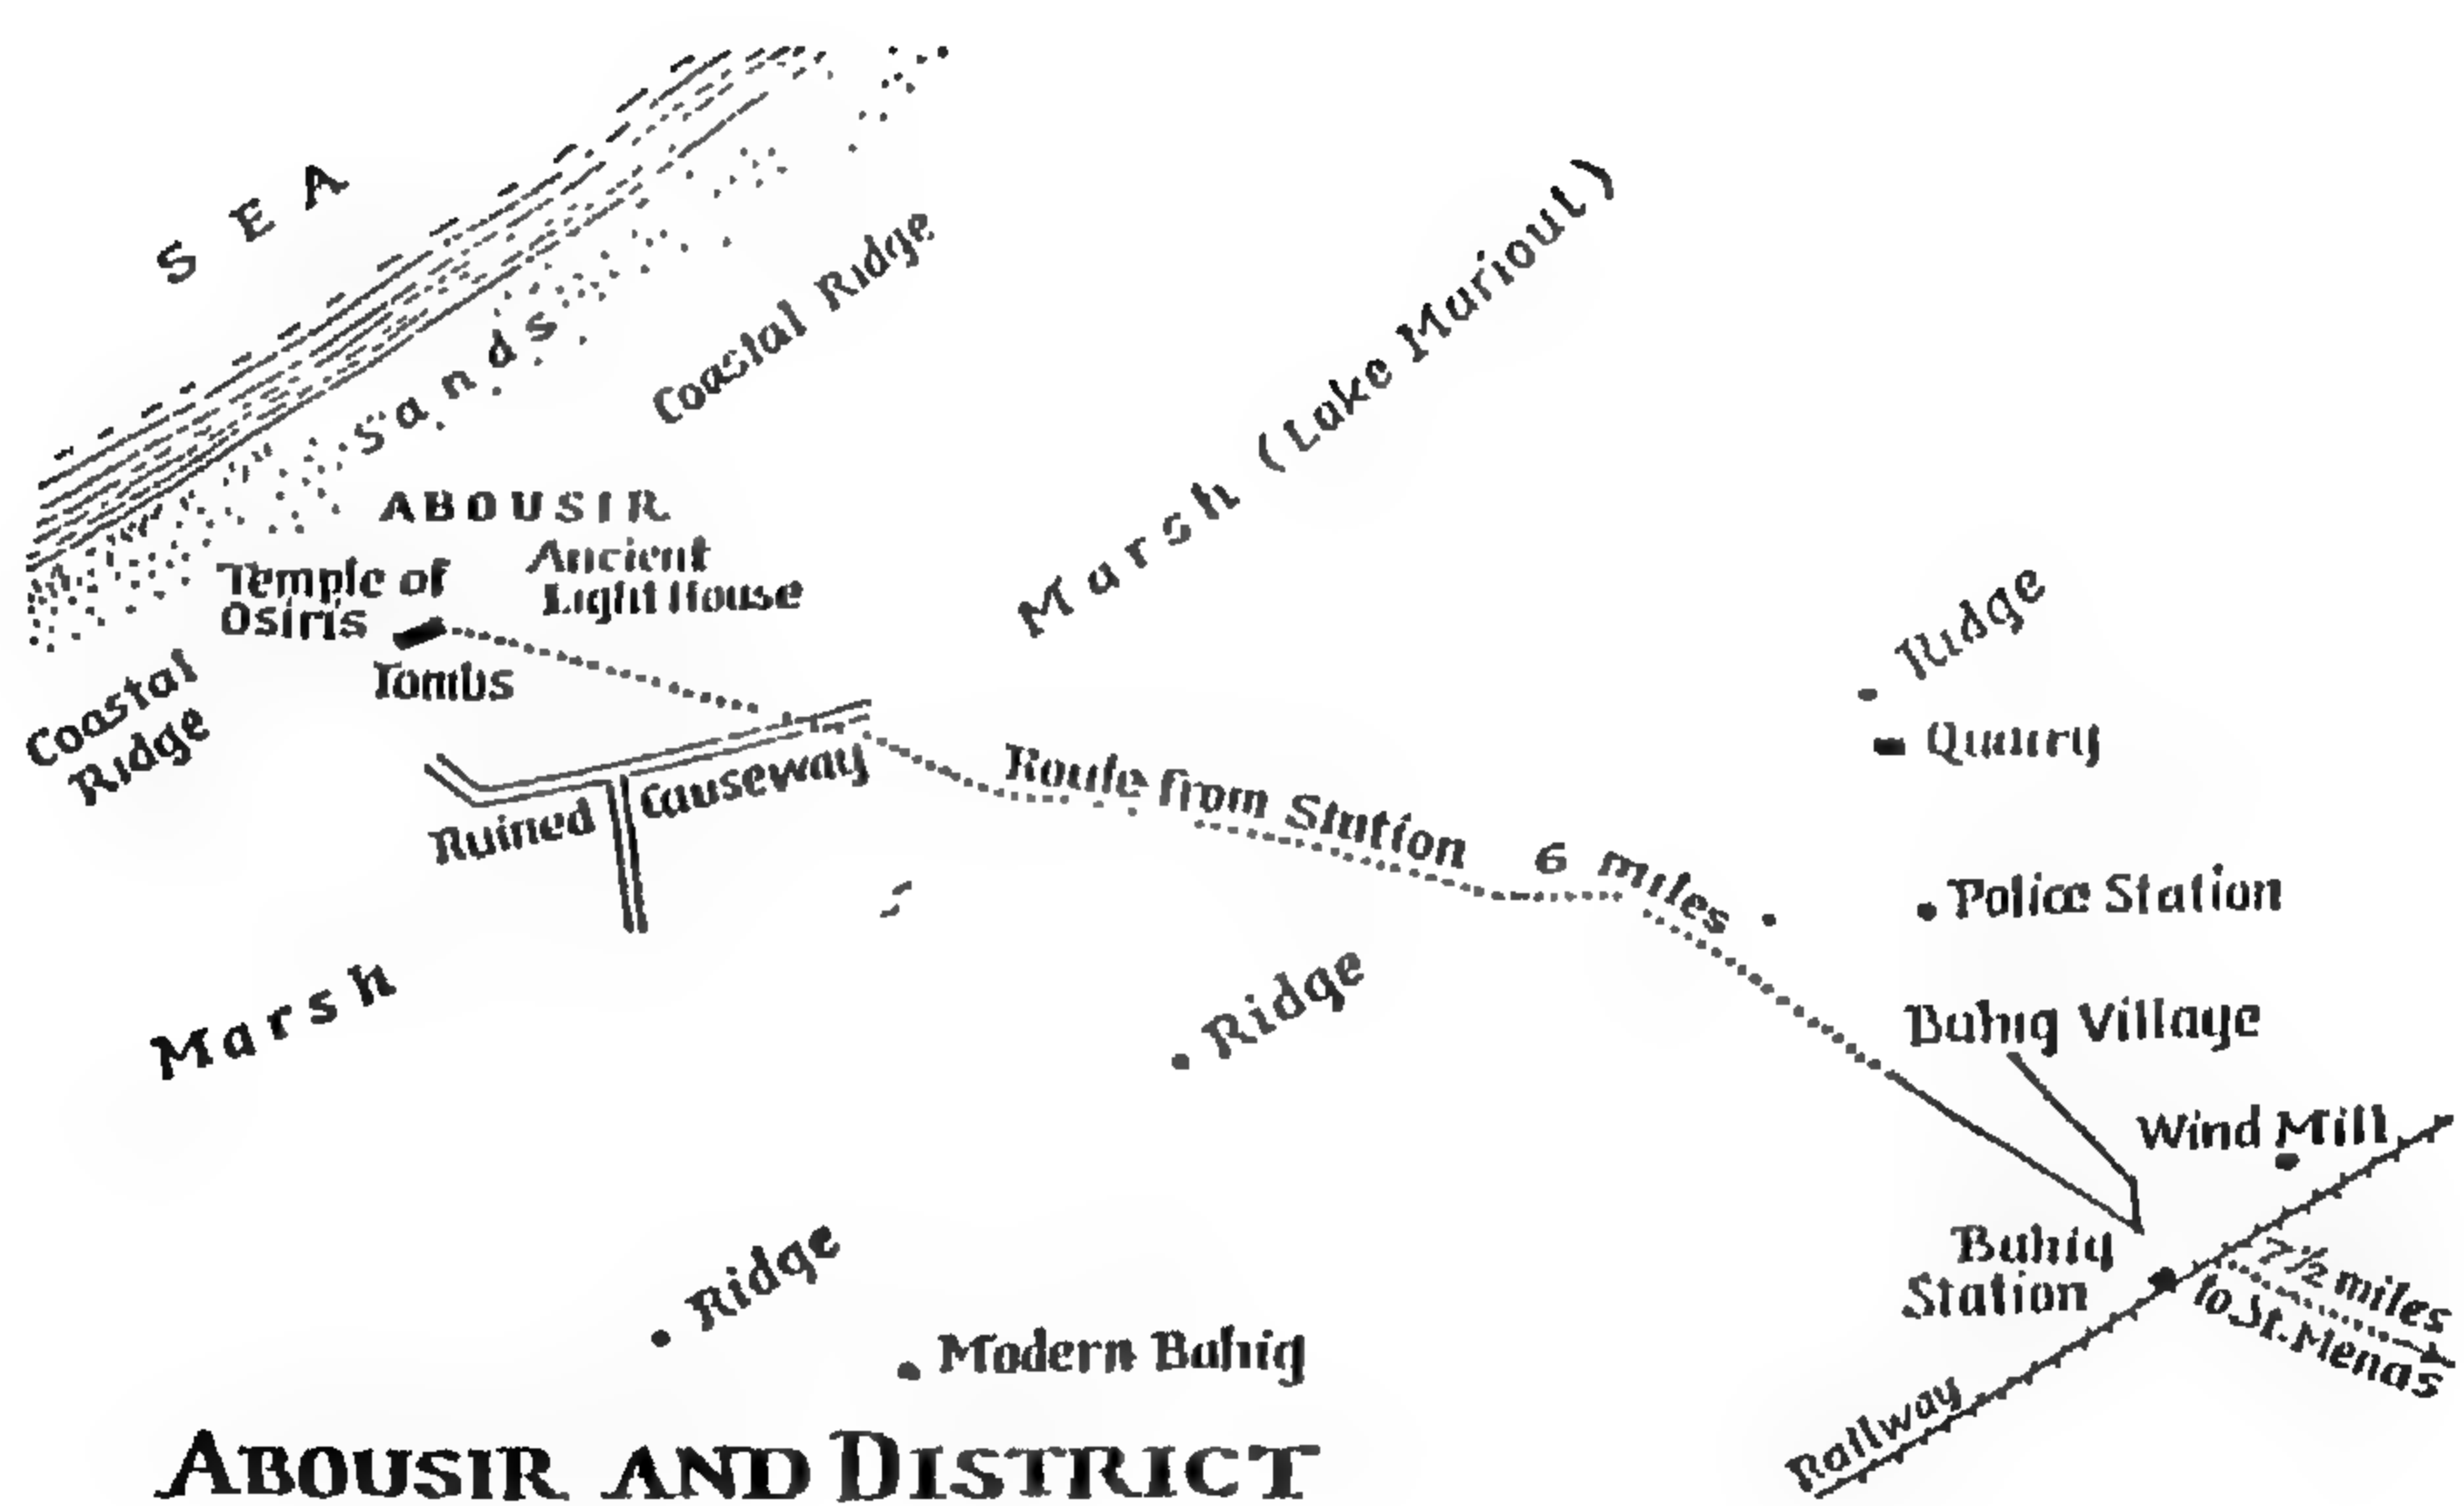 SEA
Sands
Coastal Ridge
Marsh (Lake Mariout)
ABOUSIR
Temple of
Osiris
Ancient
Light House
Tombs
Coastal
Ridge
Ruined Causeway
Route from Station 6 miles
Ridge
Quarry
Police Station
Bahig Village
Wind Mill
Marsh
Ridge
Ridge
Modern Bahig
Bahig
Station
7½ miles
to St. Menas
Railway
ABOUSIR AND DISTRICT